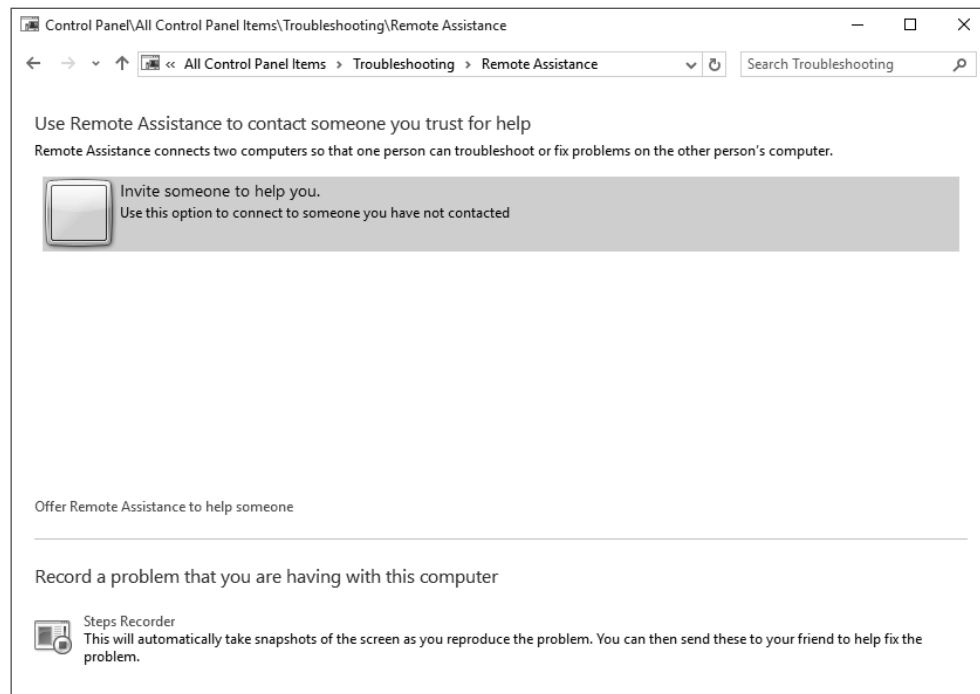 Control Panel\All Control Panel Items\Troubleshooting\Remote Assistance
« All Control Panel Items › Troubleshooting › Remote Assistance
Search Troubleshooting
Use Remote Assistance to contact someone you trust for help
Remote Assistance connects two computers so that one person can troubleshoot or fix problems on the other person’s computer.
Invite someone to help you.
Use this option to connect to someone you have not contacted
Offer Remote Assistance to help someone
Record a problem that you are having with this computer
Steps Recorder
This will automatically take snapshots of the screen as you reproduce the problem. You can then send these to your friend to help fix the
problem.